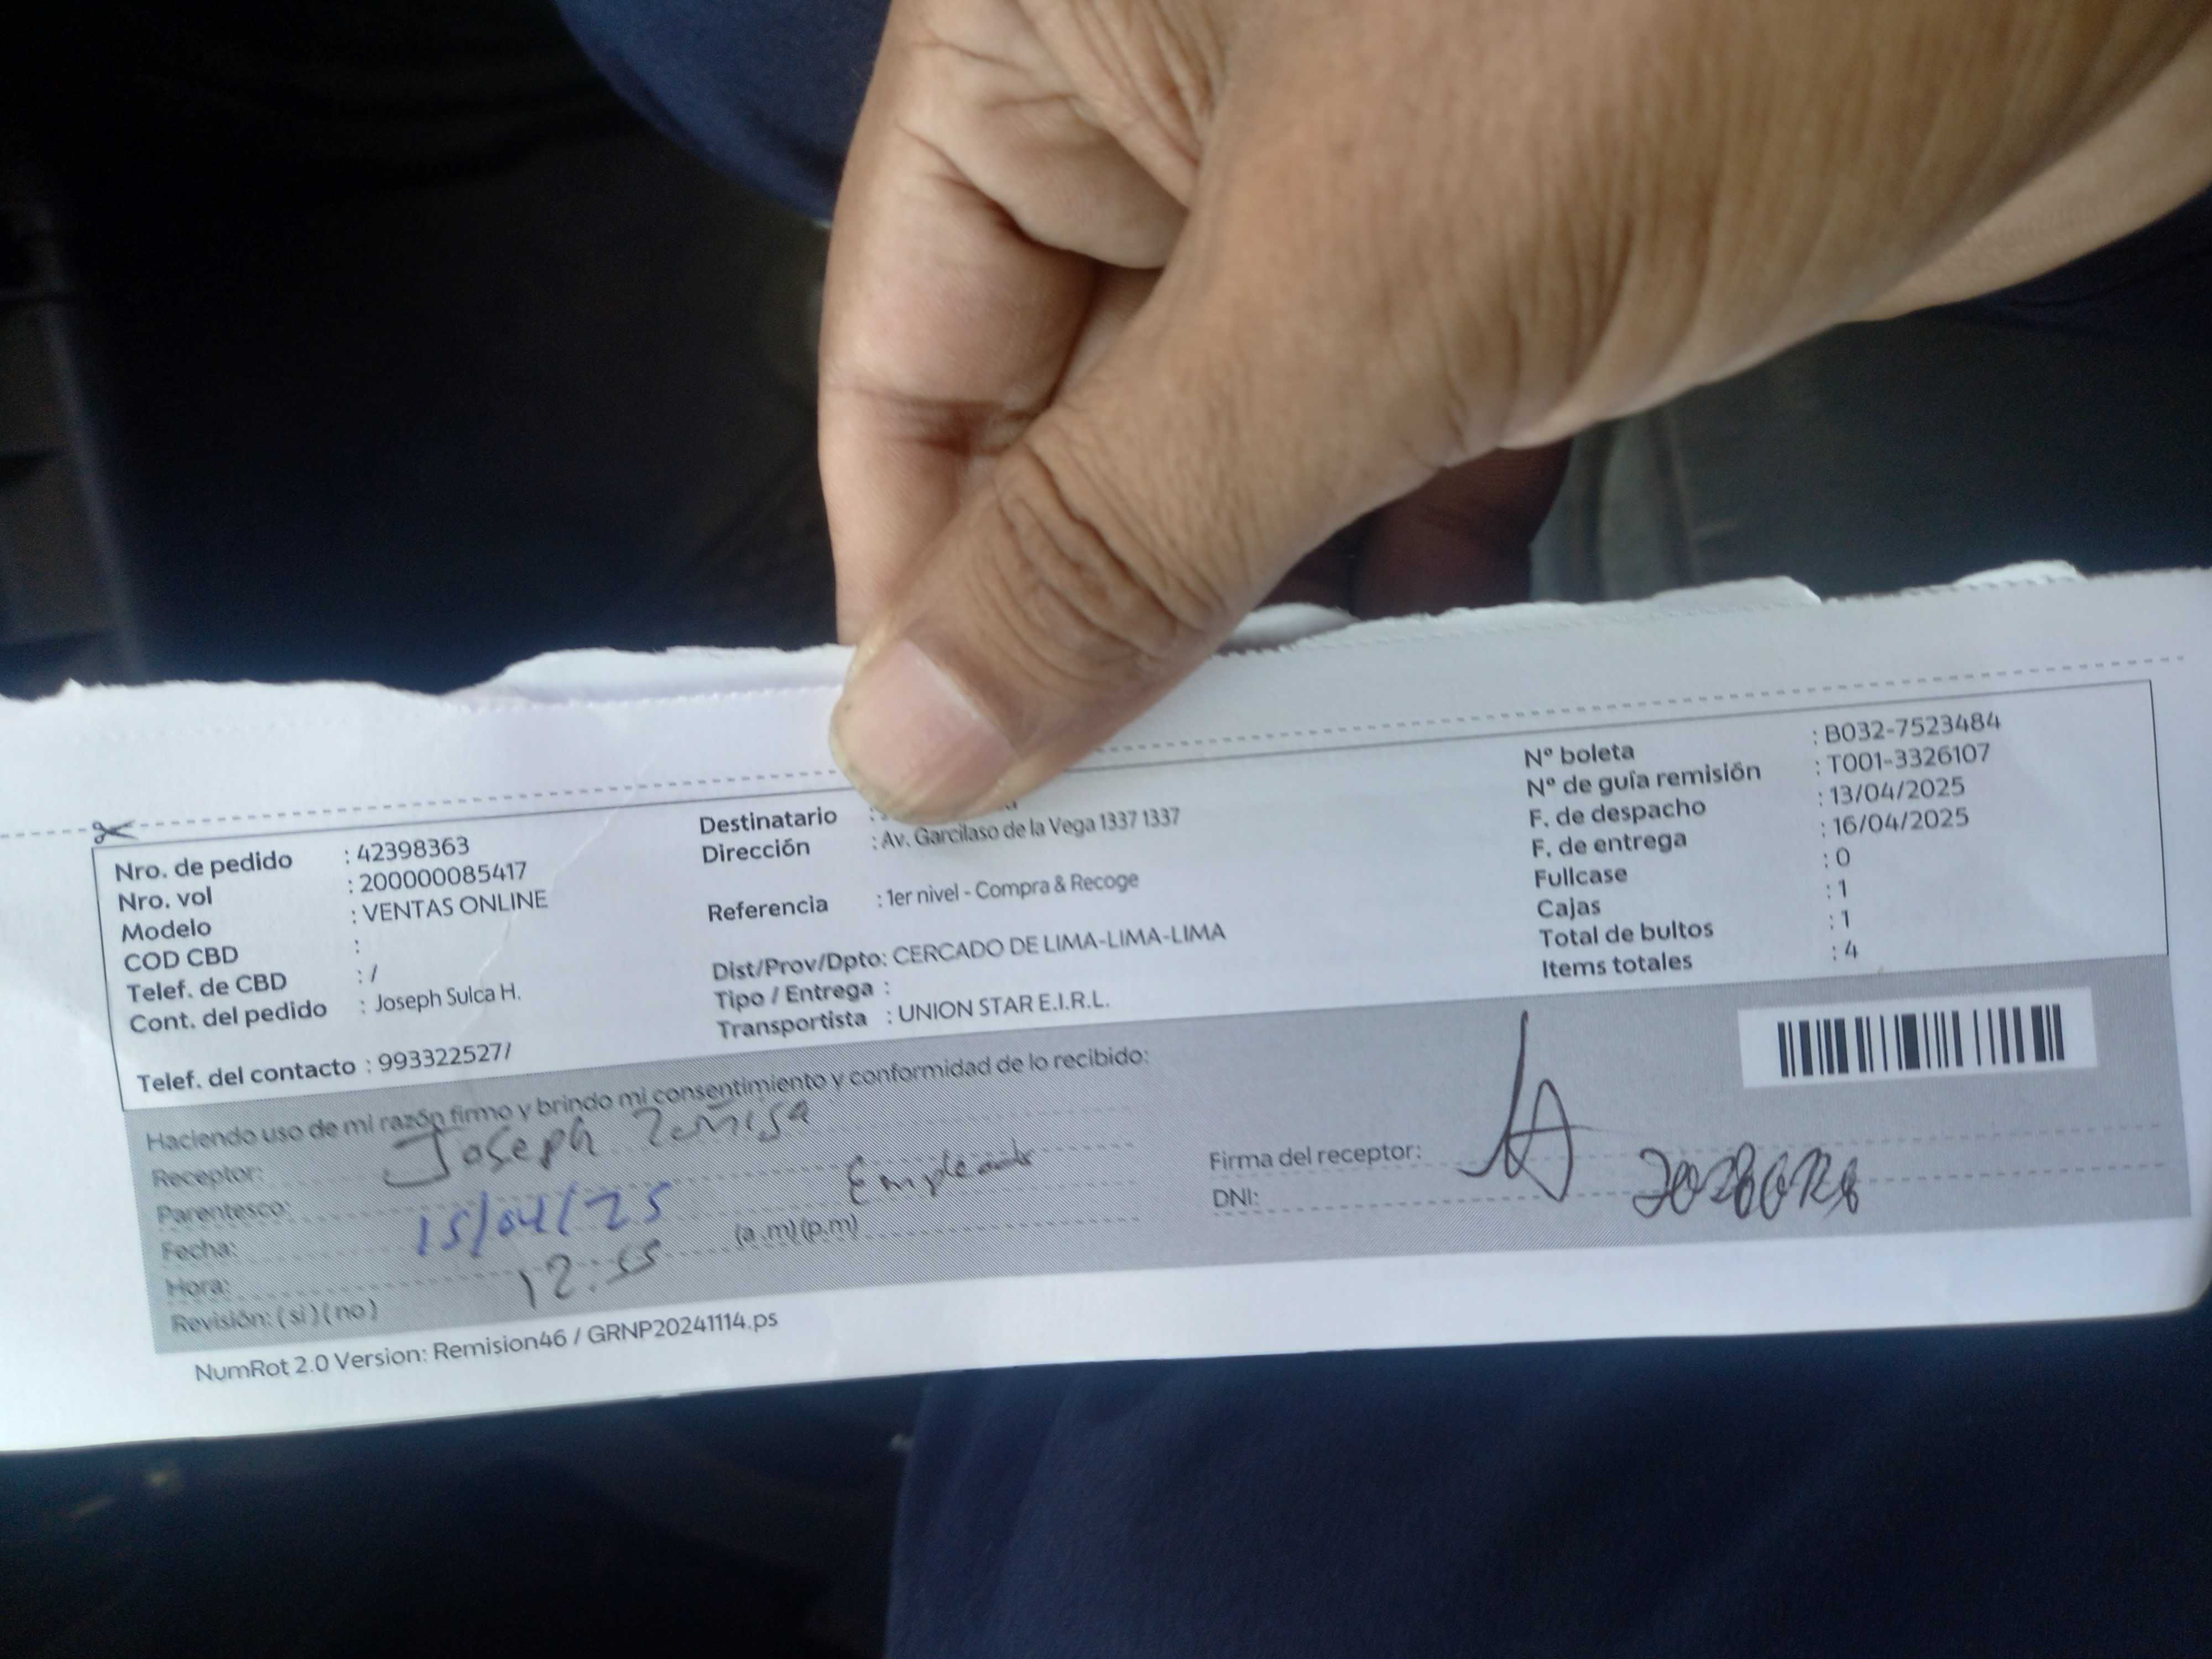 Nro. de pedido : 42398363
Nro. vol : 200000085417
Modelo : VENTAS ONLINE
COD CBD :
Telef. de CBD : /
Cont. del pedido : Joseph Sulca H.
Telef. del contacto : 993322527/
Destinatario :
Dirección : Av. Garcilaso de la Vega 1337 1337
Referencia : 1er nivel - Compra & Recoge
Dist/Prov/Dpto: CERCADO DE LIMA-LIMA-LIMA
Tipo / Entrega :
Transportista : UNION STAR E.I.R.L.
N° boleta : B032-7523484
N° de guía remisión : T001-3326107
F. de despacho : 13/04/2025
F. de entrega : 16/04/2025
Fullcase : 0
Cajas : 1
Total de bultos : 1
Items totales : 4
Haciendo uso de mi razón firmo y brindo mi consentimiento y conformidad de lo recibido:
Receptor: Joseph
Parentesco: Empleado
Fecha: 15/04/25
Hora: 12:55 (a.m)(p.m)
Revisión: (si)(no)
Firma del receptor:
DNI:
NumRot 2.0 Version: Remision46 / GRNP20241114.ps